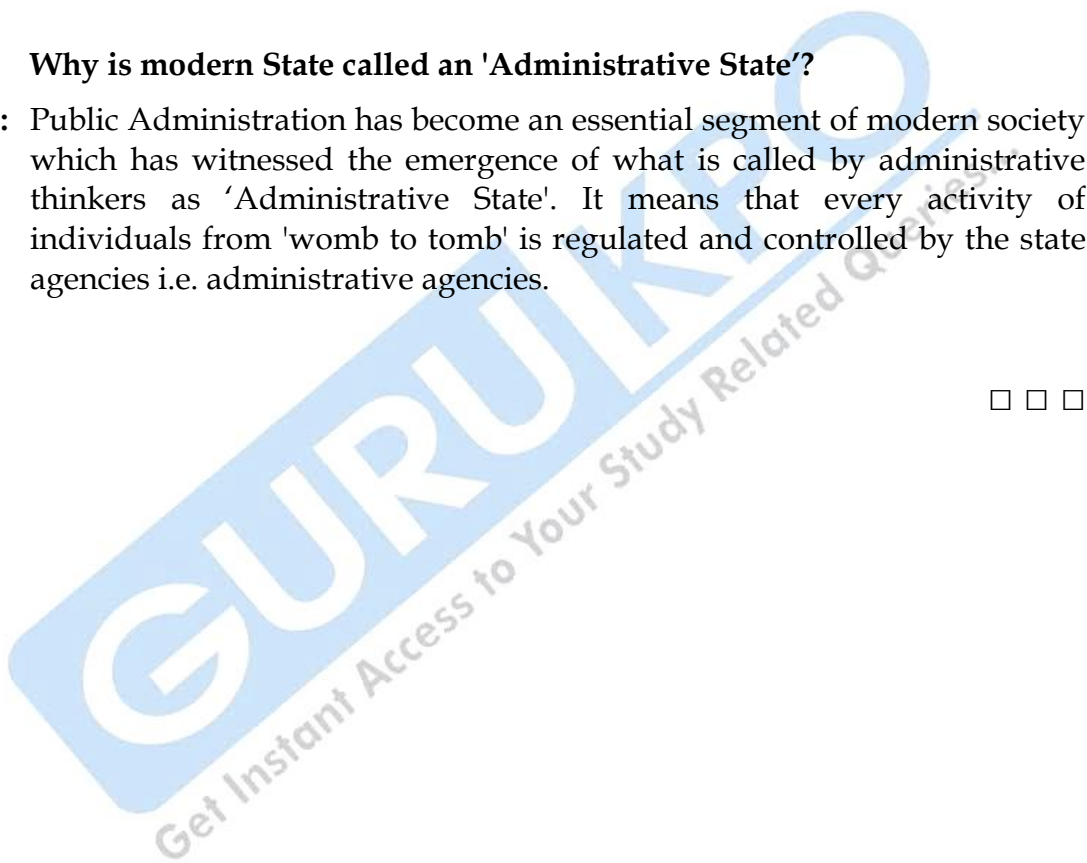 Why is modern State called an 'Administrative State’?
: Public Administration has become an essential segment of modern society
which has witnessed the emergence of what is called by administrative
thinkers as ‘Administrative State'. It means that every activity of
individuals from 'womb to tomb' is regulated and controlled by the state
agencies i.e. administrative agencies.
□ □ □
GURUKPO
Get Instant Access to Your Study Related Queries...